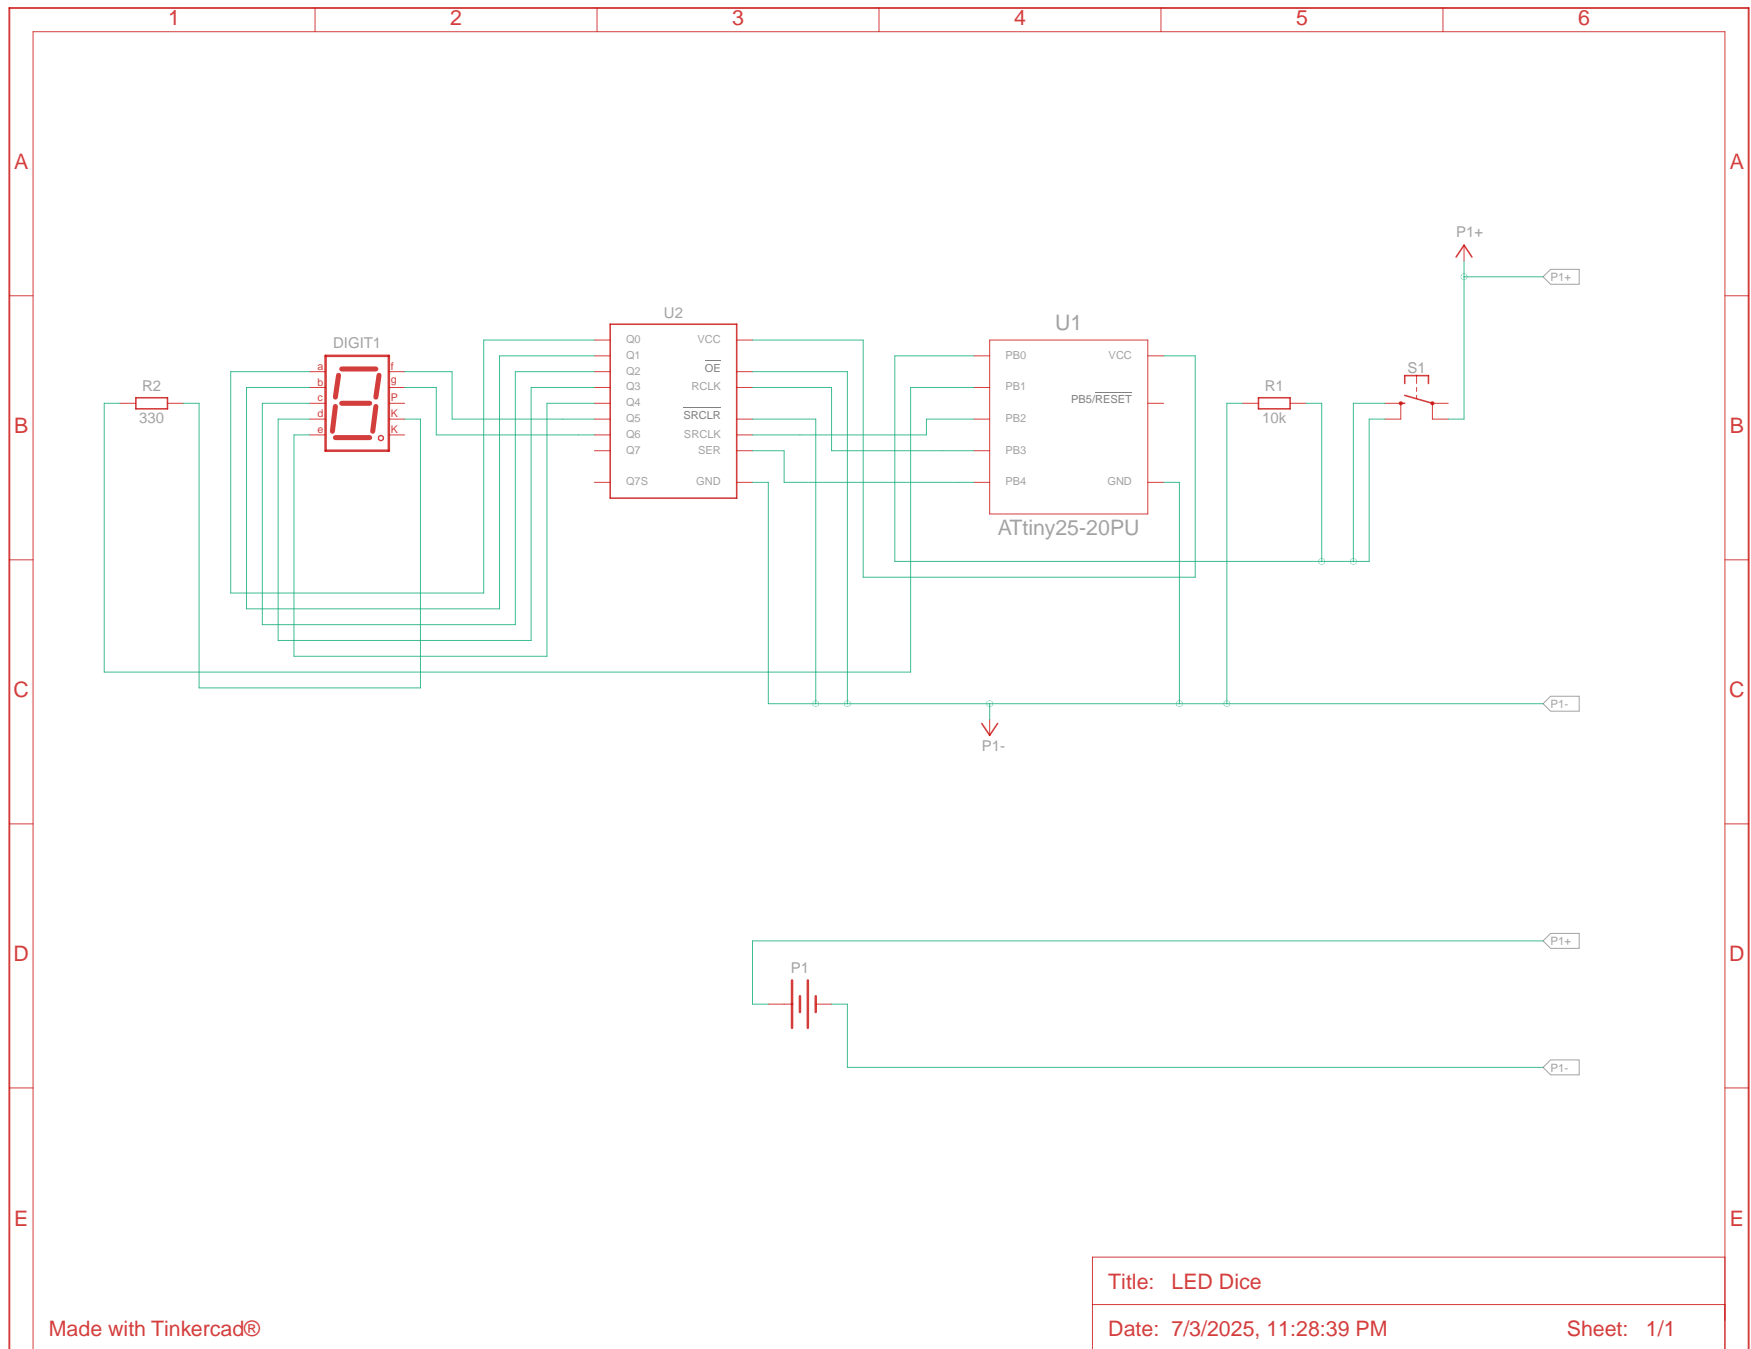 1 2 3 4 5 6
A A
P1+
P1+
B B
U2
Q0 VCC
Q1 OE
Q2
Q3 RCLK
Q4
Q5 SRCLR
Q6 SRCLK
Q7 SER
Q7S GND
U1
PB0 VCC
PB1
PB5/RESET
PB2
PB3
PB4 GND
ATtiny25-20PU
DIGIT1
a f
b g
c P
d K
e K
R2
330
R1
10k
S1
C C
P1-
P1-
D D
P1+
P1
P1-
E E
Title: LED Dice
Made with Tinkercad®
Date: 7/3/2025, 11:28:39 PM Sheet: 1/1